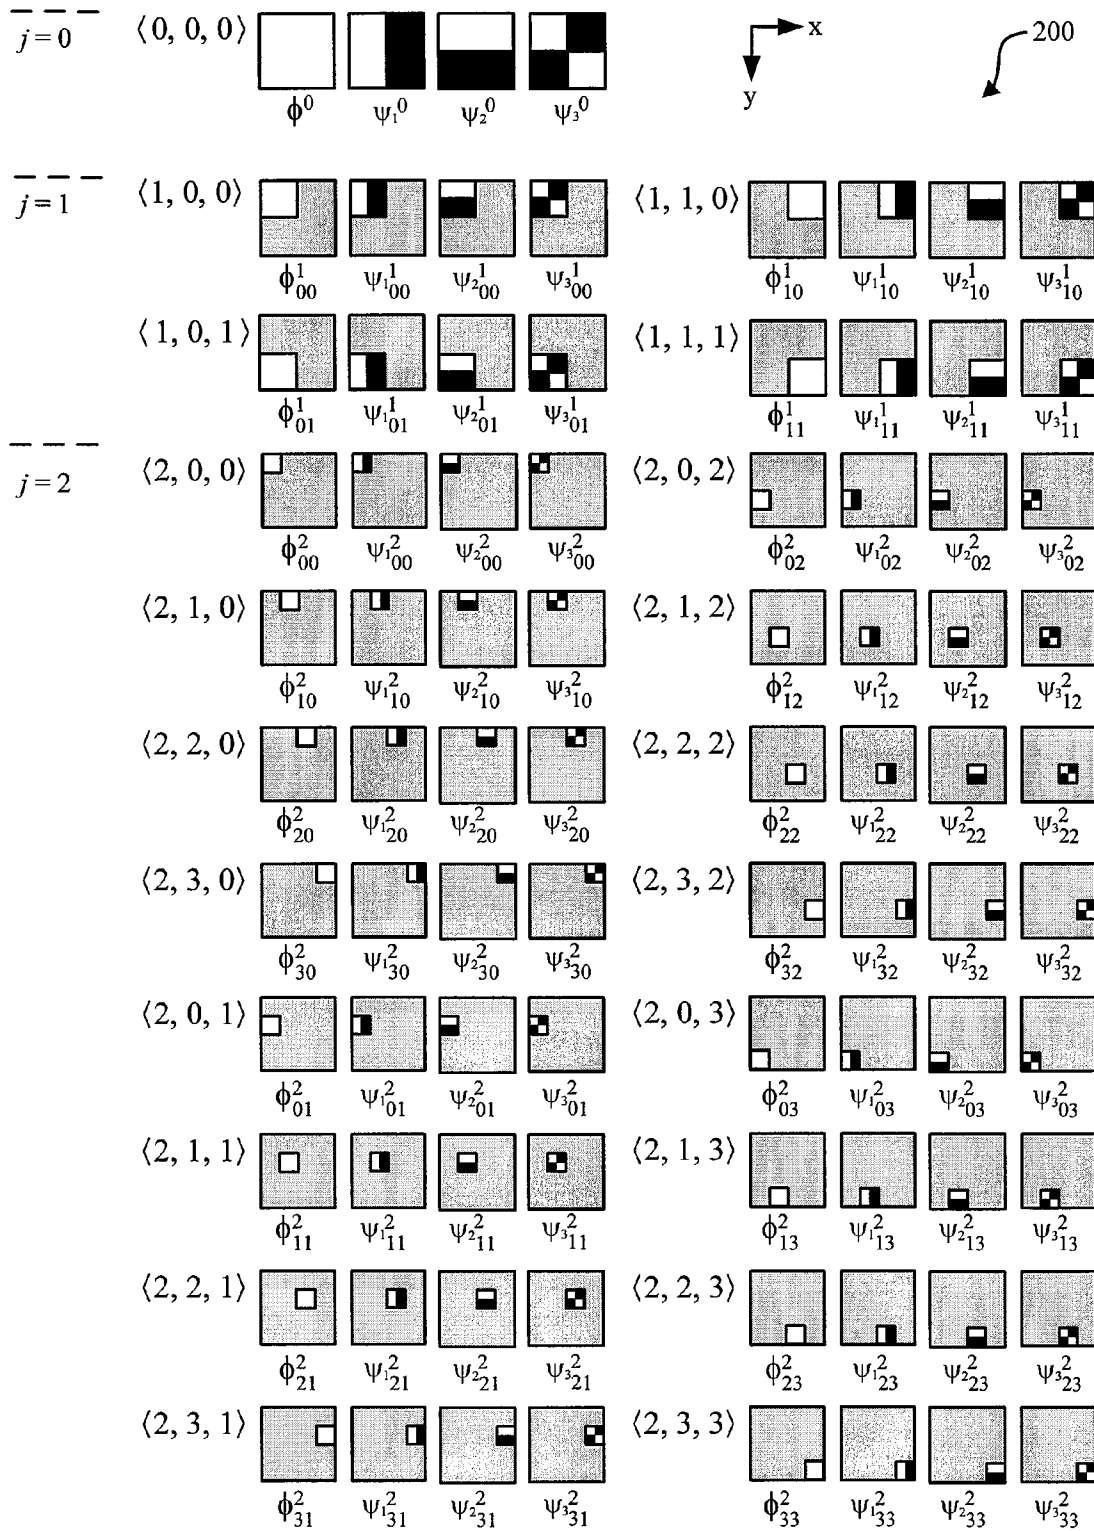 j = 0 ⟨0, 0, 0⟩ x 200
y
ϕ⁰ ψ₁⁰ ψ₂⁰ ψ₃⁰
j = 1 ⟨1, 0, 0⟩ ⟨1, 1, 0⟩
ϕ¹₀₀ ψ₁¹₀₀ ψ₂¹₀₀ ψ₃¹₀₀ ϕ¹₁₀ ψ₁¹₁₀ ψ₂¹₁₀ ψ₃¹₁₀
⟨1, 0, 1⟩ ⟨1, 1, 1⟩
ϕ¹₀₁ ψ₁¹₀₁ ψ₂¹₀₁ ψ₃¹₀₁ ϕ¹₁₁ ψ₁¹₁₁ ψ₂¹₁₁ ψ₃¹₁₁
j = 2 ⟨2, 0, 0⟩ ⟨2, 0, 2⟩
ϕ²₀₀ ψ₁²₀₀ ψ₂²₀₀ ψ₃²₀₀ ϕ²₀₂ ψ₁²₀₂ ψ₂²₀₂ ψ₃²₀₂
⟨2, 1, 0⟩ ⟨2, 1, 2⟩
ϕ²₁₀ ψ₁²₁₀ ψ₂²₁₀ ψ₃²₁₀ ϕ²₁₂ ψ₁²₁₂ ψ₂²₁₂ ψ₃²₁₂
⟨2, 2, 0⟩ ⟨2, 2, 2⟩
ϕ²₂₀ ψ₁²₂₀ ψ₂²₂₀ ψ₃²₂₀ ϕ²₂₂ ψ₁²₂₂ ψ₂²₂₂ ψ₃²₂₂
⟨2, 3, 0⟩ ⟨2, 3, 2⟩
ϕ²₃₀ ψ₁²₃₀ ψ₂²₃₀ ψ₃²₃₀ ϕ²₃₂ ψ₁²₃₂ ψ₂²₃₂ ψ₃²₃₂
⟨2, 0, 1⟩ ⟨2, 0, 3⟩
ϕ²₀₁ ψ₁²₀₁ ψ₂²₀₁ ψ₃²₀₁ ϕ²₀₃ ψ₁²₀₃ ψ₂²₀₃ ψ₃²₀₃
⟨2, 1, 1⟩ ⟨2, 1, 3⟩
ϕ²₁₁ ψ₁²₁₁ ψ₂²₁₁ ψ₃²₁₁ ϕ²₁₃ ψ₁²₁₃ ψ₂²₁₃ ψ₃²₁₃
⟨2, 2, 1⟩ ⟨2, 2, 3⟩
ϕ²₂₁ ψ₁²₂₁ ψ₂²₂₁ ψ₃²₂₁ ϕ²₂₃ ψ₁²₂₃ ψ₂²₂₃ ψ₃²₂₃
⟨2, 3, 1⟩ ⟨2, 3, 3⟩
ϕ²₃₁ ψ₁²₃₁ ψ₂²₃₁ ψ₃²₃₁ ϕ²₃₃ ψ₁²₃₃ ψ₂²₃₃ ψ₃²₃₃